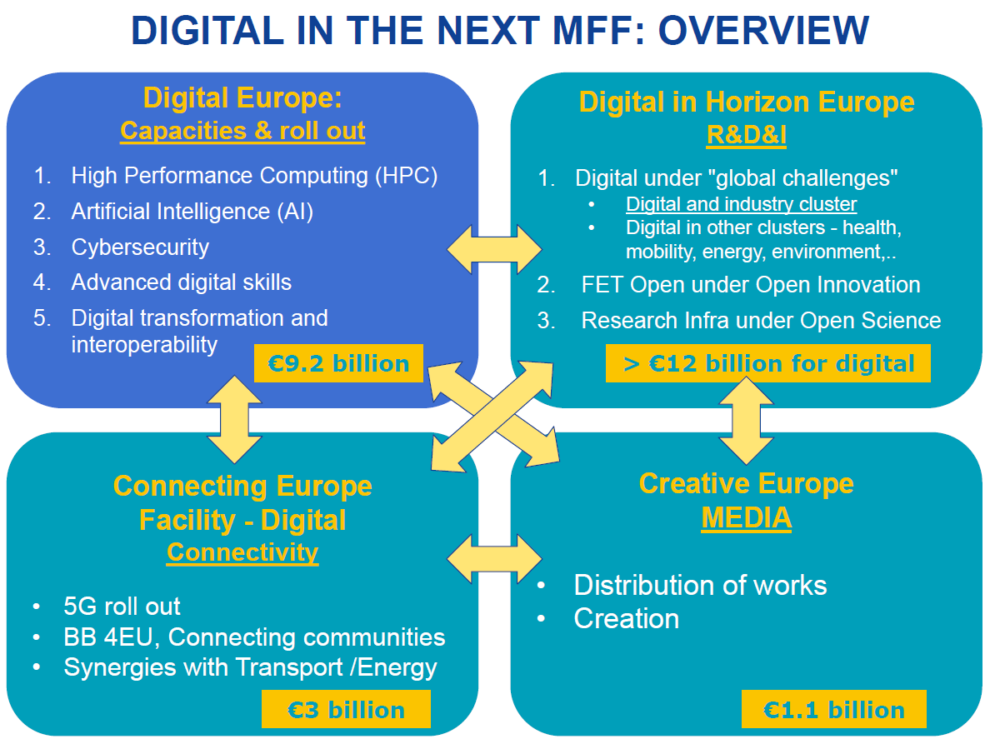 DIGITAL IN THE NEXT MFF: OVERVIEW
Digital Europe:
Capacities & roll out
1. High Performance Computing (HPC)
2. Artificial Intelligence (AI)
3. Cybersecurity
4. Advanced digital skills
5. Digital transformation and
interoperability
€9.2 billion
Digital in Horizon Europe
R&D&I
1. Digital under "global challenges"
• Digital and industry cluster
• Digital in other clusters - health,
mobility, energy, environment,..
2. FET Open under Open Innovation
3. Research Infra under Open Science
> €12 billion for digital
Connecting Europe
Facility - Digital
Connectivity
• 5G roll out
• BB 4EU, Connecting communities
• Synergies with Transport /Energy
€3 billion
Creative Europe
MEDIA
• Distribution of works
• Creation
€1.1 billion